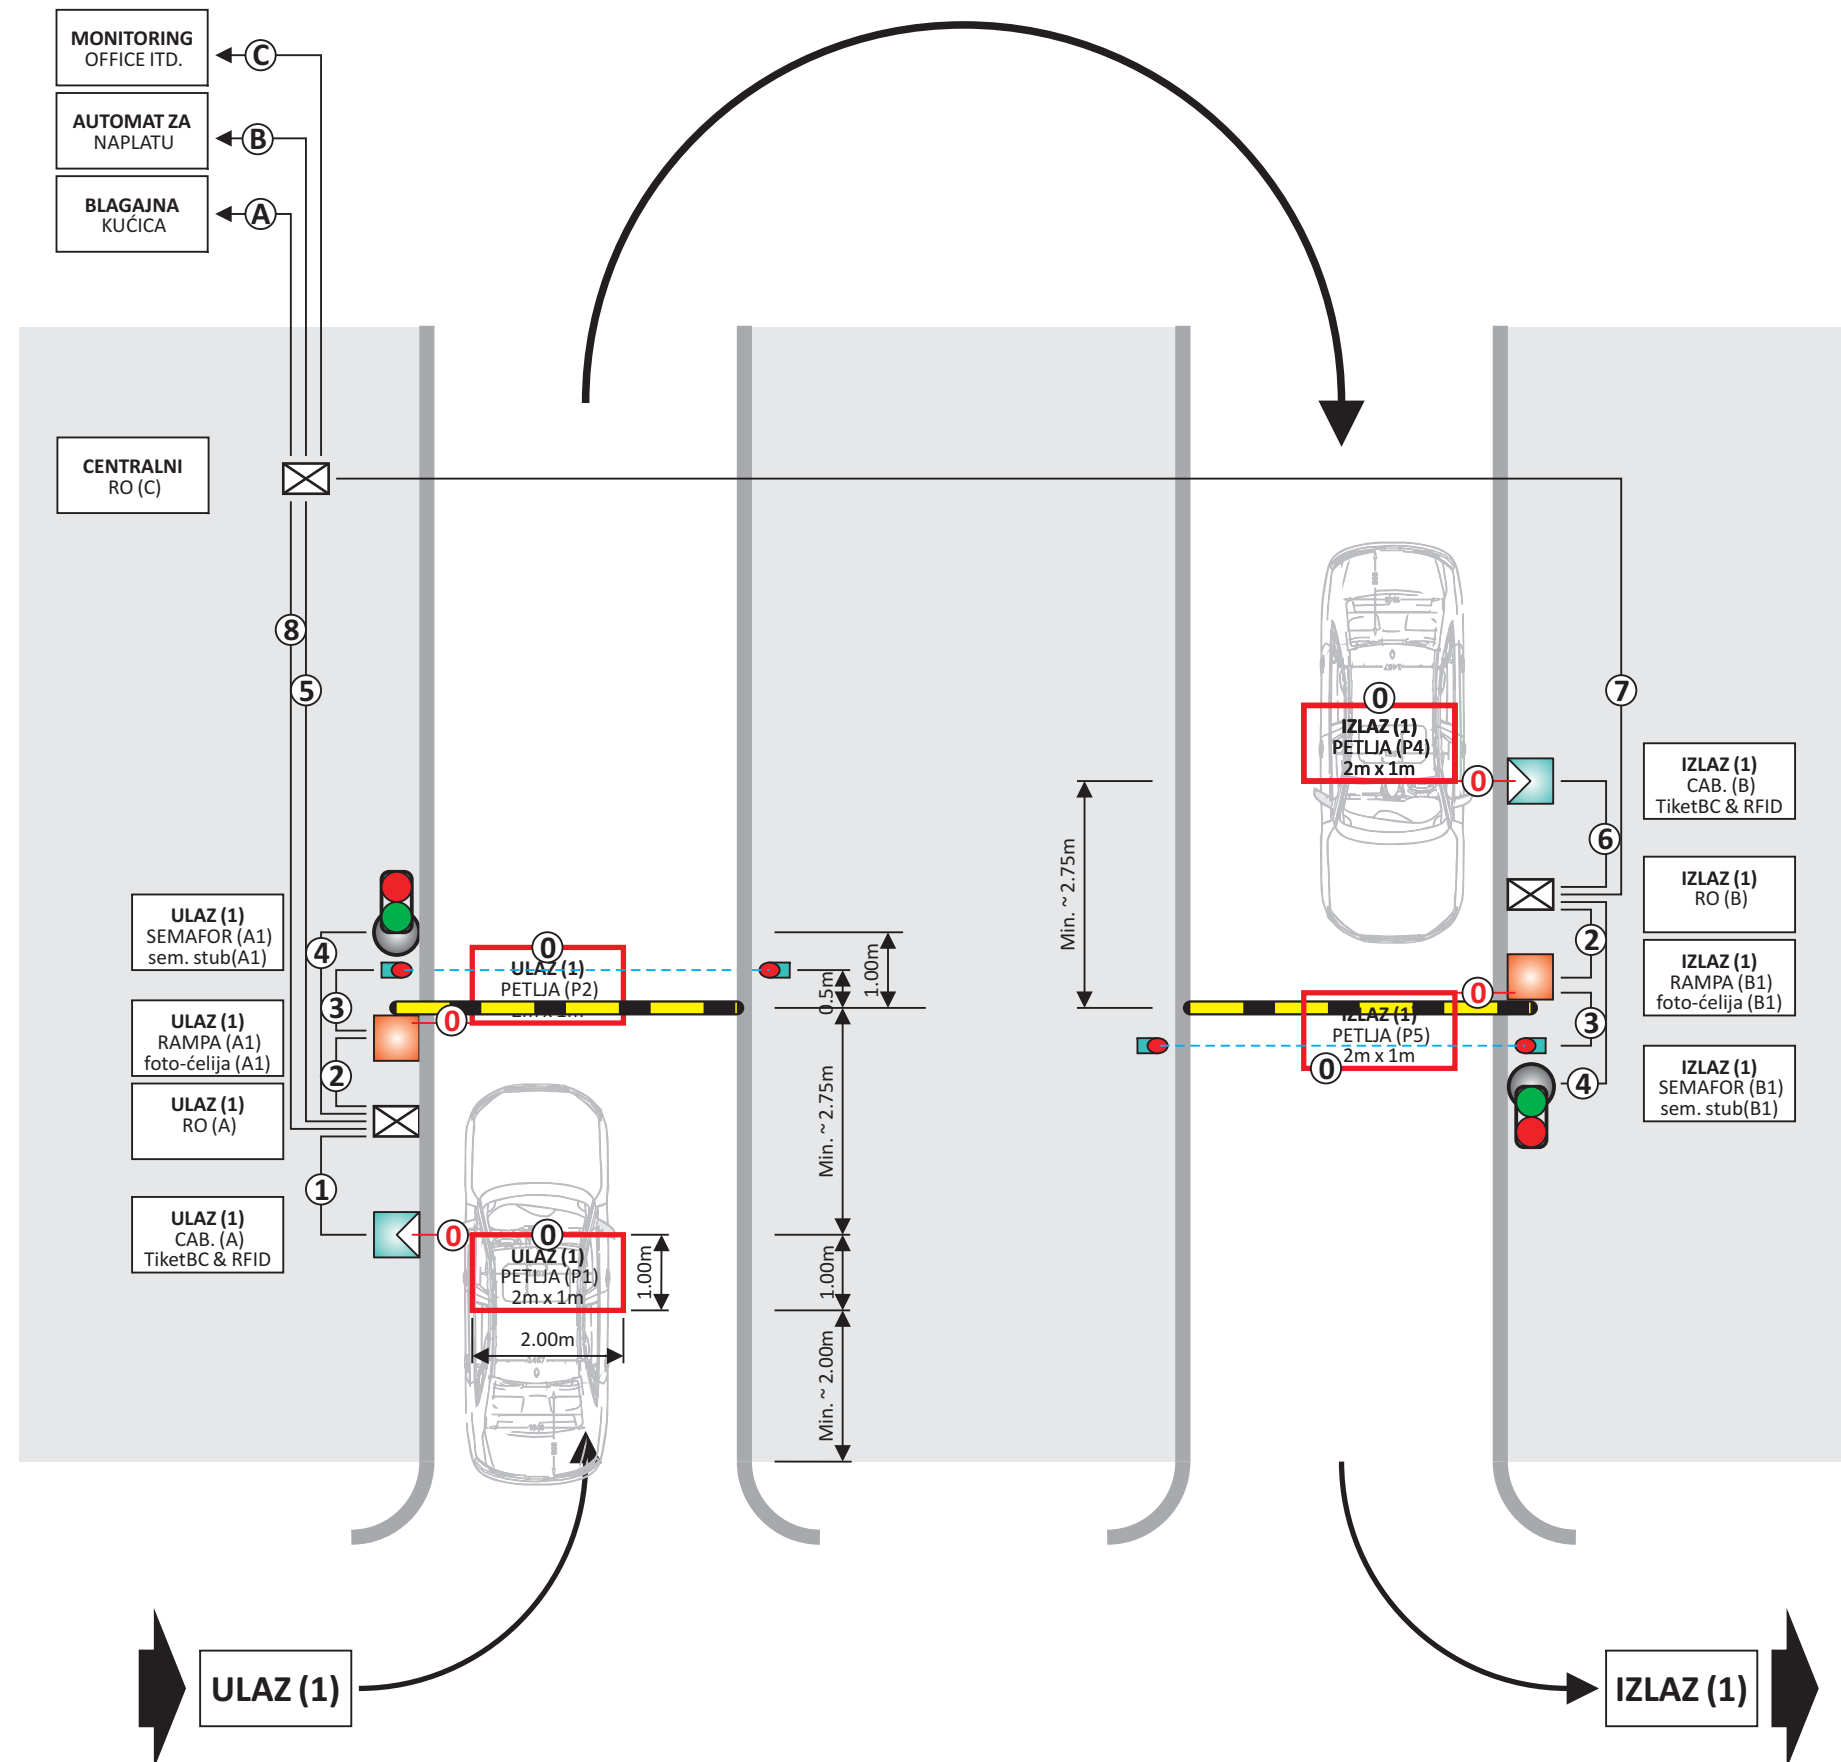 MONITORING
OFFICE ITD.
C
AUTOMAT ZA
NAPLATU
B
BLAGAJNA
KUĆICA
A
CENTRALNI
RO (C)
8
5
7
0
IZLAZ (1)
PETLJA (P4)
2m x 1m
0
IZLAZ (1)
CAB. (B)
TiketBC & RFID
6
Min. ~ 2.75m
IZLAZ (1)
RO (B)
2
ULAZ (1)
SEMAFOR (A1)
sem. stub(A1)
4
0
ULAZ (1)
PETLJA (P2)
2m x 1m
1.00m
0.5m
0
IZLAZ (1)
RAMPA (B1)
foto-ćelija (B1)
3
3
ULAZ (1)
RAMPA (A1)
foto-ćelija (A1)
0
IZLAZ (1)
PETLJA (P5)
2m x 1m
0
2
ULAZ (1)
RO (A)
4
IZLAZ (1)
SEMAFOR (B1)
sem. stub(B1)
Min. ~ 2.75m
1
ULAZ (1)
CAB. (A)
TiketBC & RFID
0
0
ULAZ (1)
PETLJA (P1)
2m x 1m
1.00m
1.00m
2.00m
Min. ~ 2.00m
ULAZ (1)
IZLAZ (1)